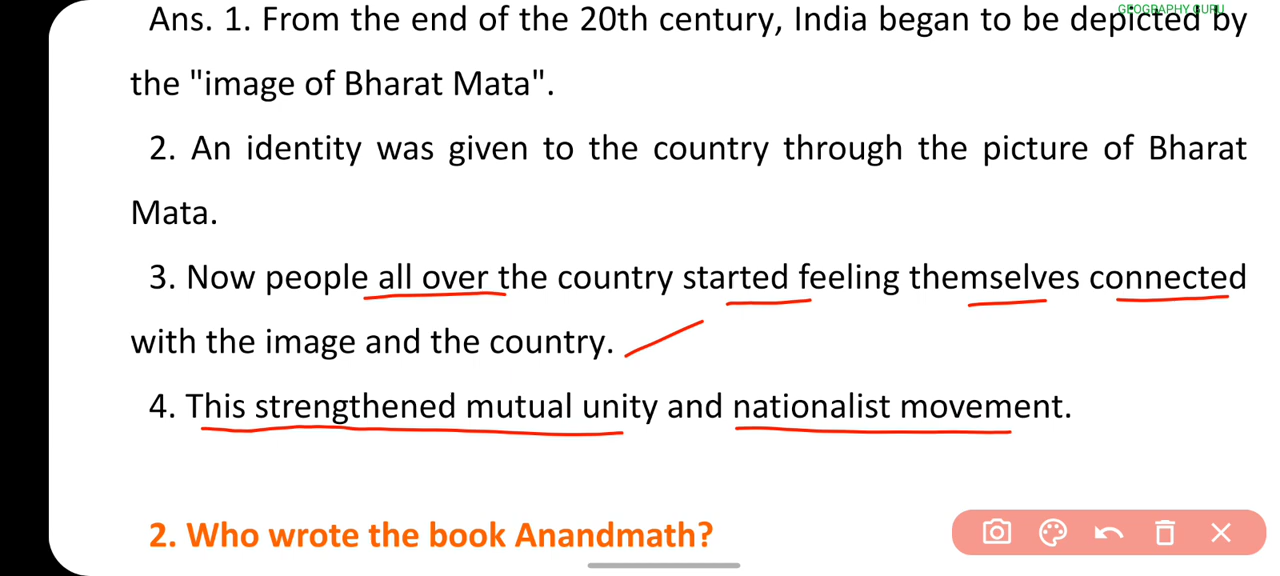 GEOGRAPHY GURU
Ans. 1. From the end of the 20th century, India began to be depicted by
the "image of Bharat Mata".
2. An identity was given to the country through the picture of Bharat
Mata.
3. Now people all over the country started feeling themselves connected
with the image and the country.
4. This strengthened mutual unity and nationalist movement.
2. Who wrote the book Anandmath?